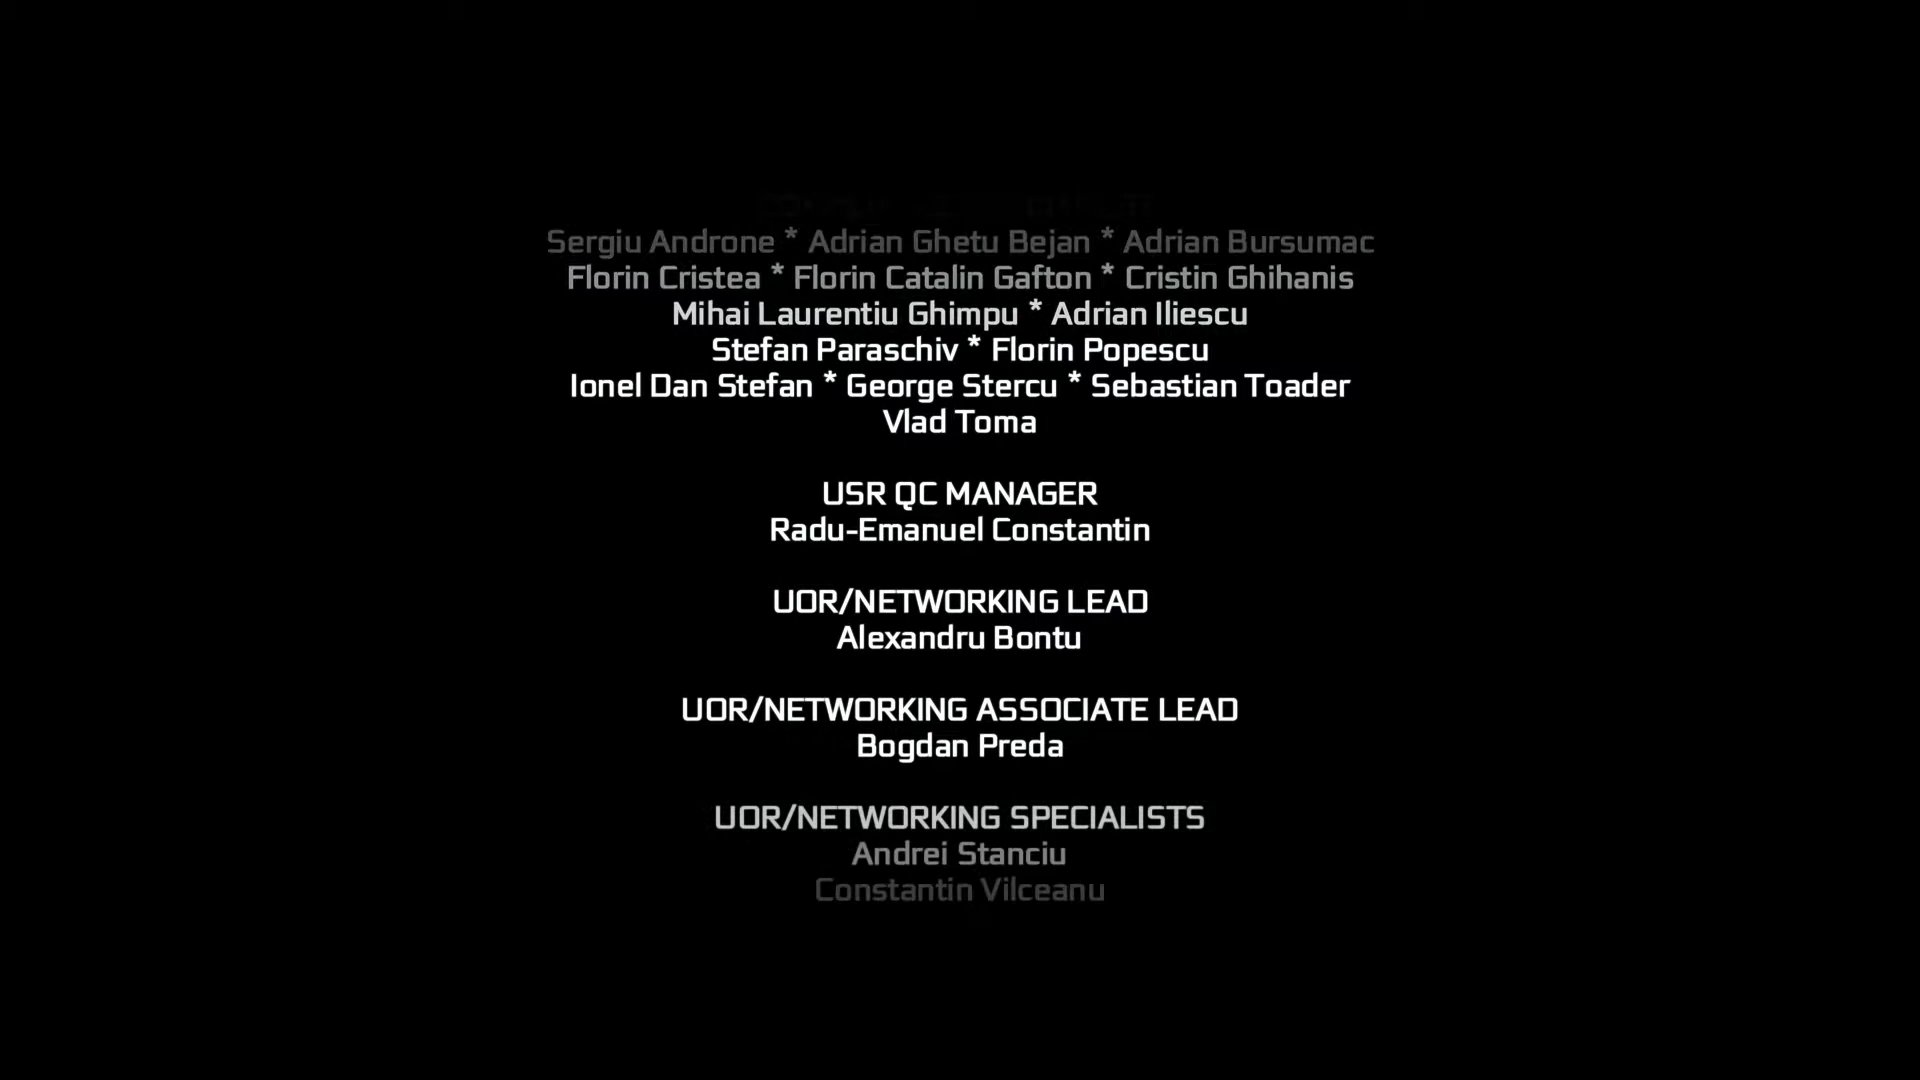 Sergiu Androne * Adrian Ghetu Bejan * Adrian Bursumac
Florin Cristea * Florin Catalin Gafton * Cristin Ghihanis
Mihai Laurentiu Ghimpu * Adrian Iliescu
Stefan Paraschiv * Florin Popescu
Ionel Dan Stefan * George Stercu * Sebastian Toader
Vlad Toma
USR QC MANAGER
Radu-Emanuel Constantin
UOR/NETWORKING LEAD
Alexandru Bontu
UOR/NETWORKING ASSOCIATE LEAD
Bogdan Preda
UOR/NETWORKING SPECIALISTS
Andrei Stanciu
Constantin Vilceanu